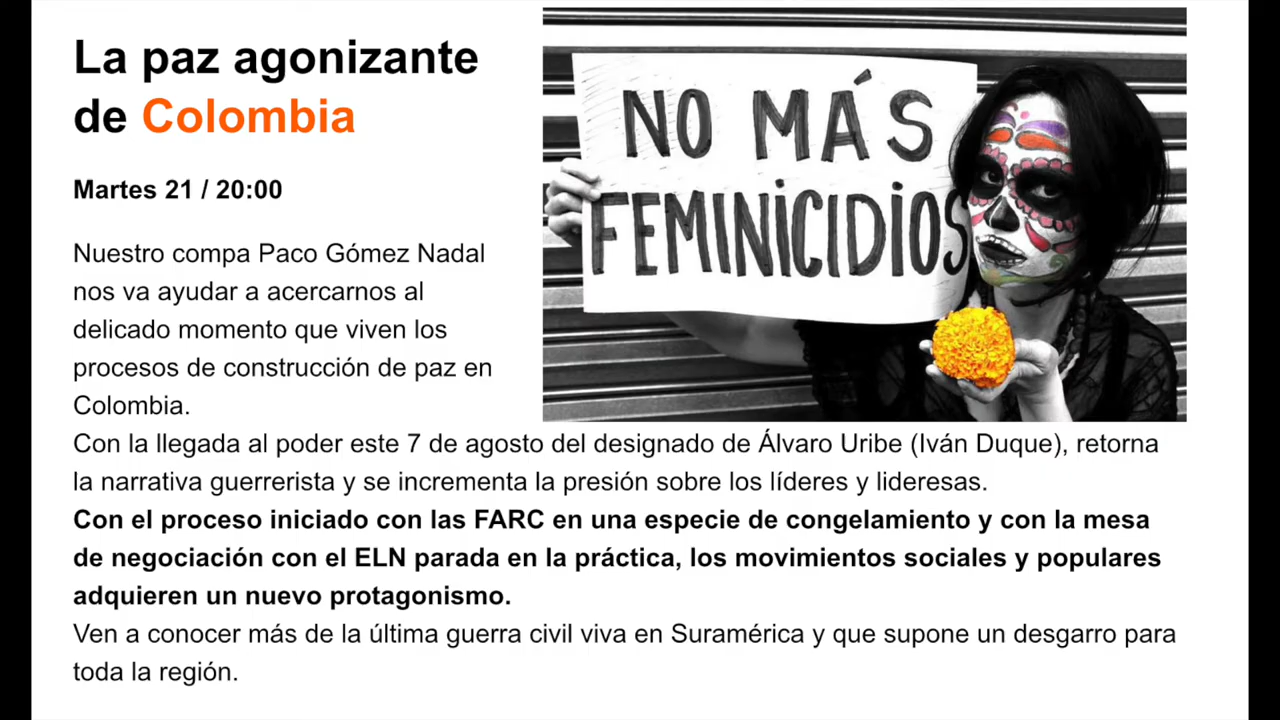 La paz agonizante
de Colombia
Martes 21 / 20:00
Nuestro compa Paco Gómez Nadal
nos va ayudar a acercarnos al
delicado momento que viven los
procesos de construcción de paz en
Colombia.
Con la llegada al poder este 7 de agosto del designado de Álvaro Uribe (Iván Duque), retorna
la narrativa guerrerista y se incrementa la presión sobre los líderes y lideresas.
Con el proceso iniciado con las FARC en una especie de congelamiento y con la mesa
de negociación con el ELN parada en la práctica, los movimientos sociales y populares
adquieren un nuevo protagonismo.
Ven a conocer más de la última guerra civil viva en Suramérica y que supone un desgarro para
toda la región.
NO MÁS
FEMINICIDIOS